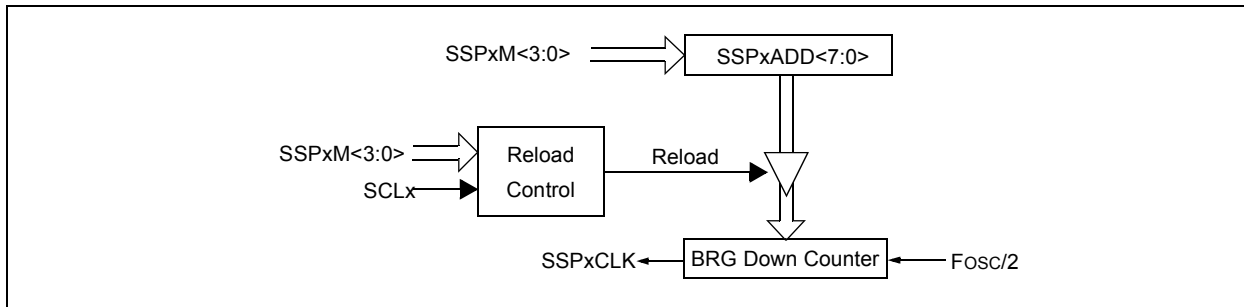 SSPxM<3:0>
SSPxADD<7:0>
SSPxM<3:0>
Reload
Control
Reload
SCLx
SSPxCLK
BRG Down Counter
FOSC/2